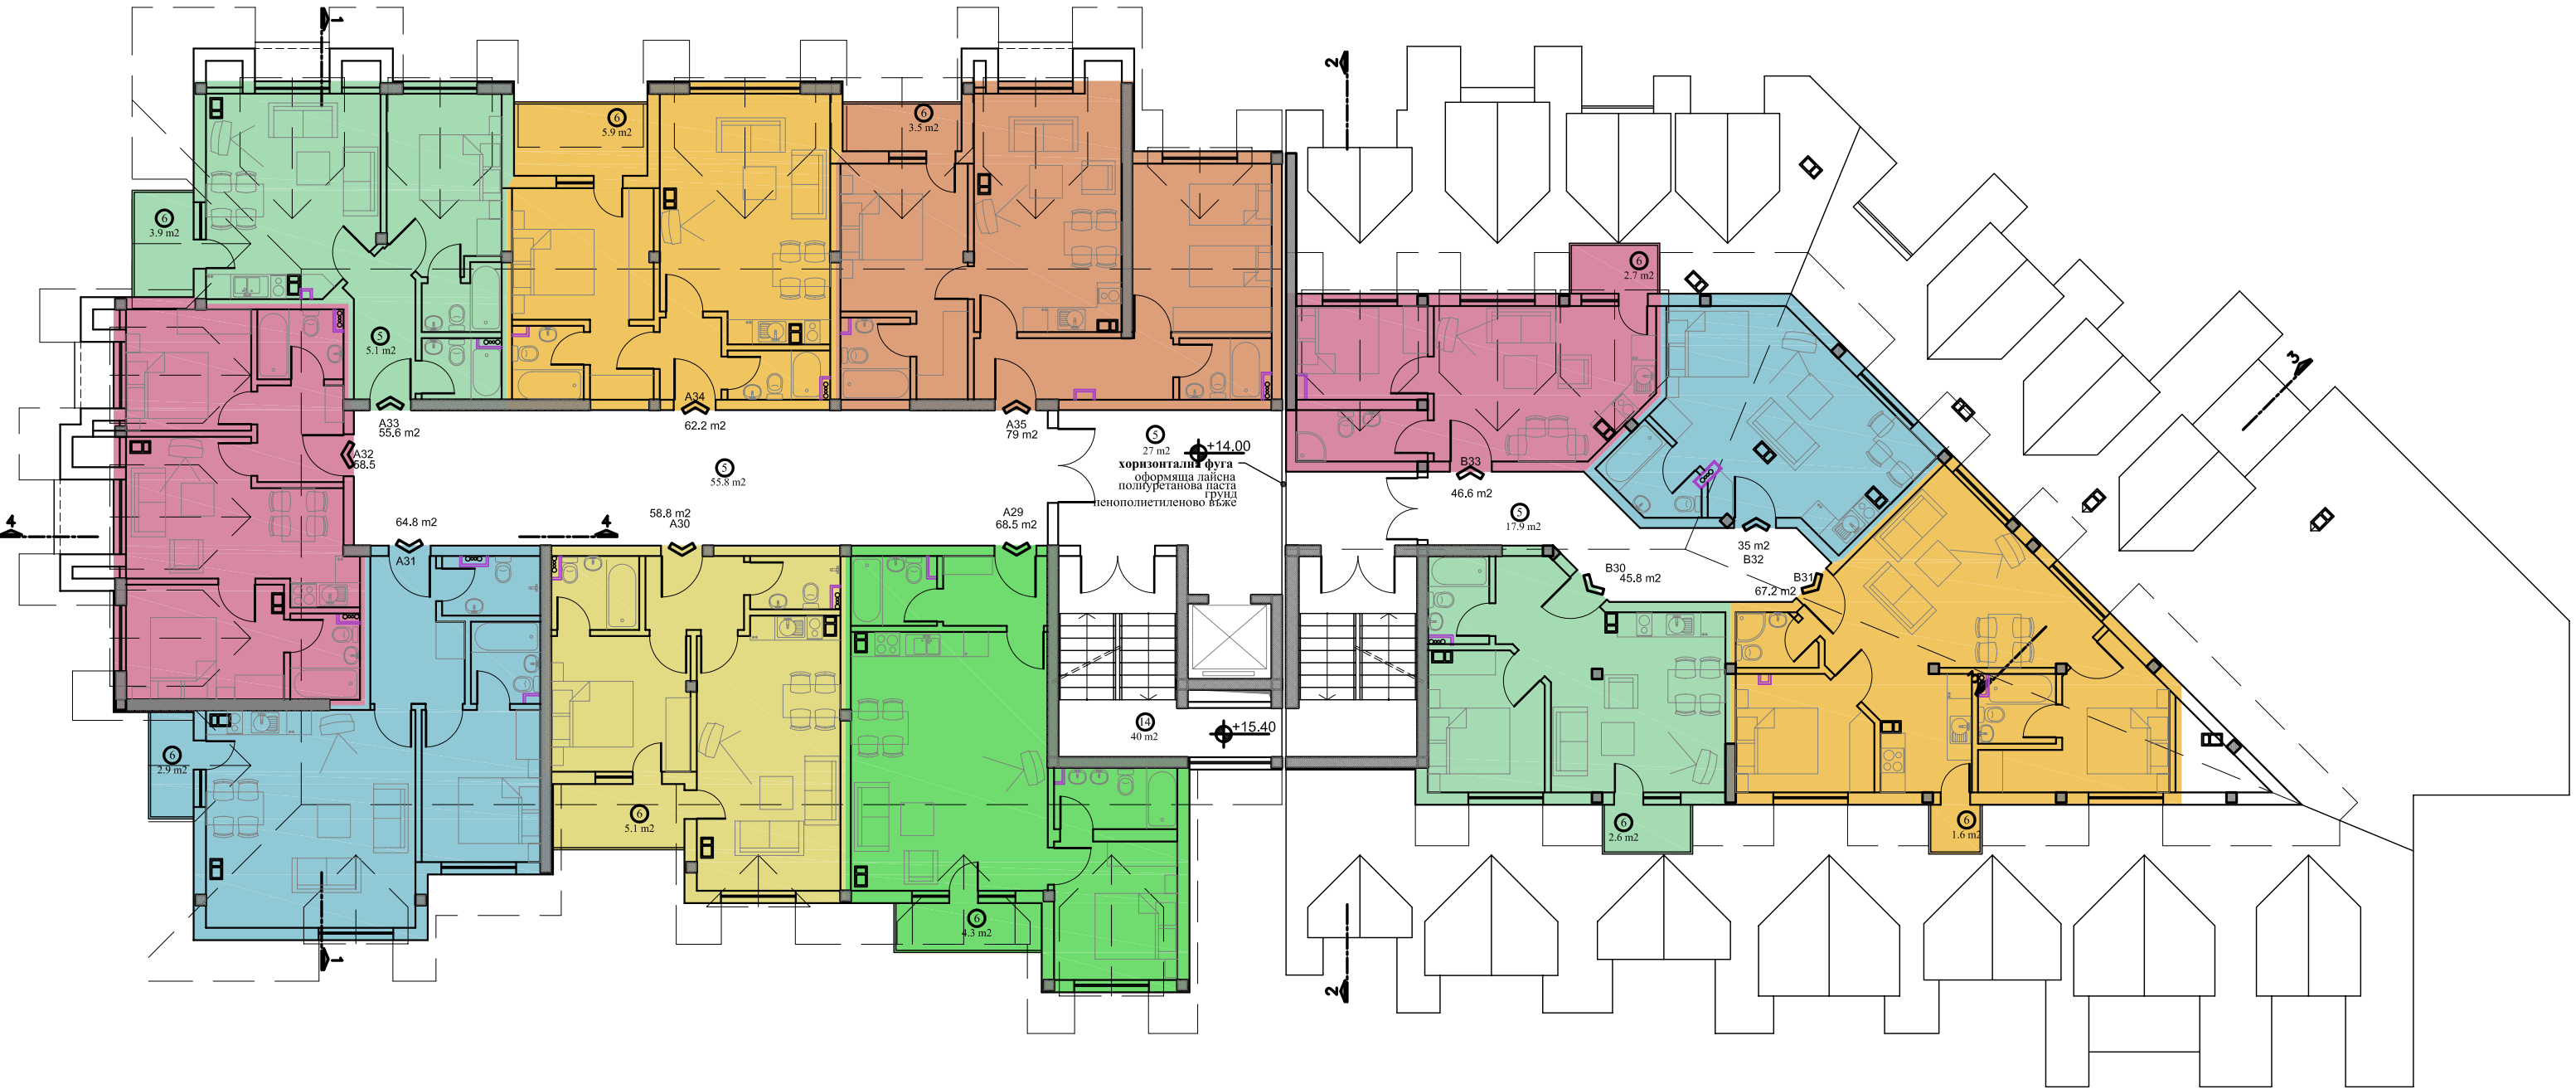 1
2
6
5.9 m2
6
3.5 m2
6
3.9 m2
6
2.7 m2
5
5.1 m2
3
A33
55.6 m2
A34
62.2 m2
A35
79 m2
5
27 m2
+14.00
хоризонтална фуга
оформяща лайсна
полиуретанова паста
грунд
пенополиетиленово въже
A32
58.5
5
55.8 m2
B33
46.6 m2
5
17.9 m2
4
64.8 m2
A31
4
58.8 m2
A30
A29
68.5 m2
35 m2
B32
B30
45.8 m2
B31
67.2 m2
3
14
40 m2
+15.40
6
2.9 m2
6
5.1 m2
6
4.3 m2
6
2.6 m2
6
1.6 m2
1
2